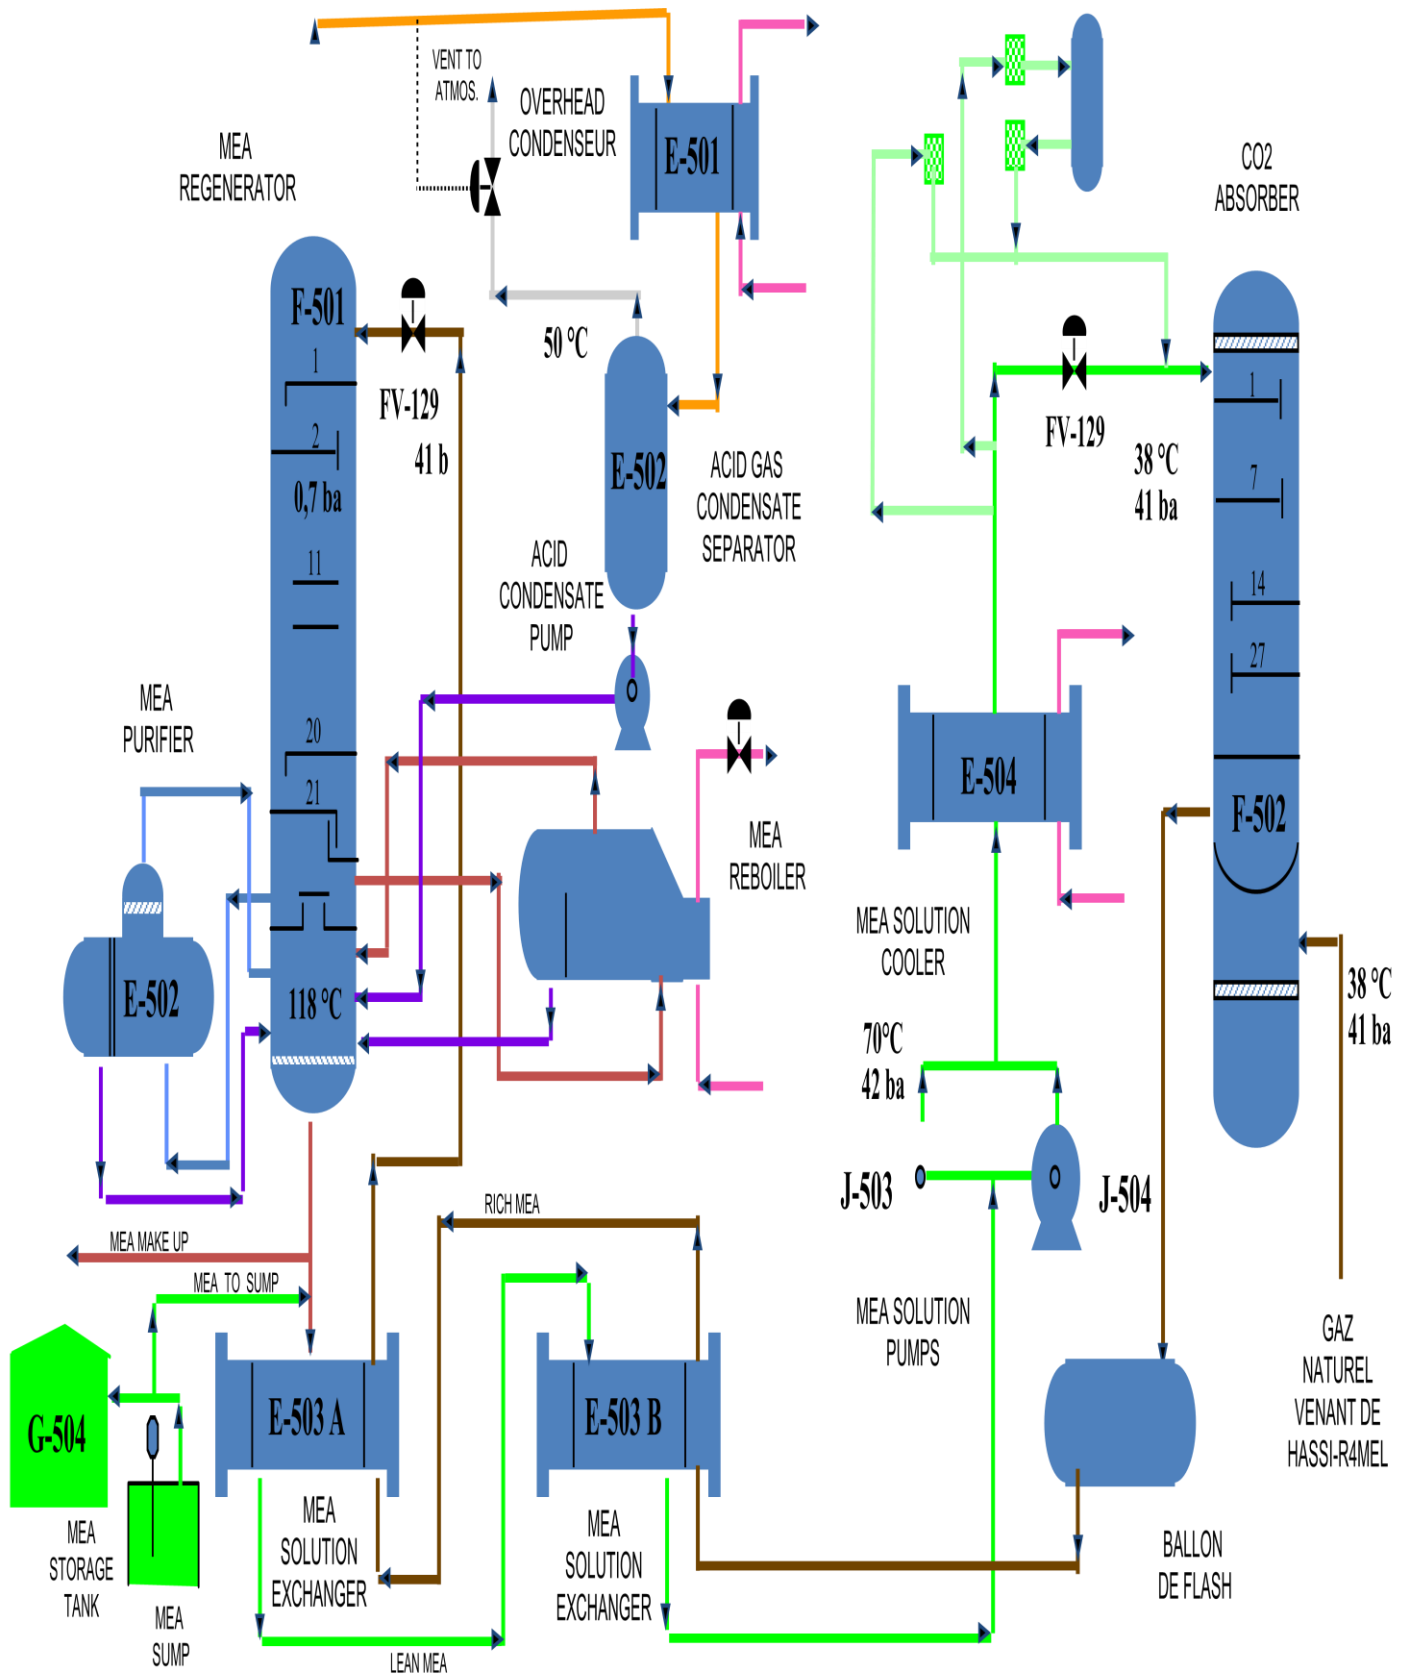 VENT TO
ATMOS.
OVERHEAD
CONDENSEUR
E-501
MEA
REGENERATOR
CO2
ABSORBER
F-501
1
2
0,7 ba
11
20
21
118 °C
FV-129
41 b
50 °C
E-502
ACID GAS
CONDENSATE
SEPARATOR
ACID
CONDENSATE
PUMP
FV-129
38 °C
41 ba
1
7
14
27
F-502
MEA
PURIFIER
E-502
MEA
REBOILER
E-504
MEA SOLUTION
COOLER
38 °C
41 ba
70°C
42 ba
J-503
J-504
MEA SOLUTION
PUMPS
RICH MEA
MEA MAKE UP
MEA TO SUMP
G-504
MEA
STORAGE
TANK
MEA
SUMP
E-503 A
MEA
SOLUTION
EXCHANGER
LEAN MEA
E-503 B
MEA
SOLUTION
EXCHANGER
BALLON
DE FLASH
GAZ
NATUREL
VENANT DE
HASSI-R4MEL